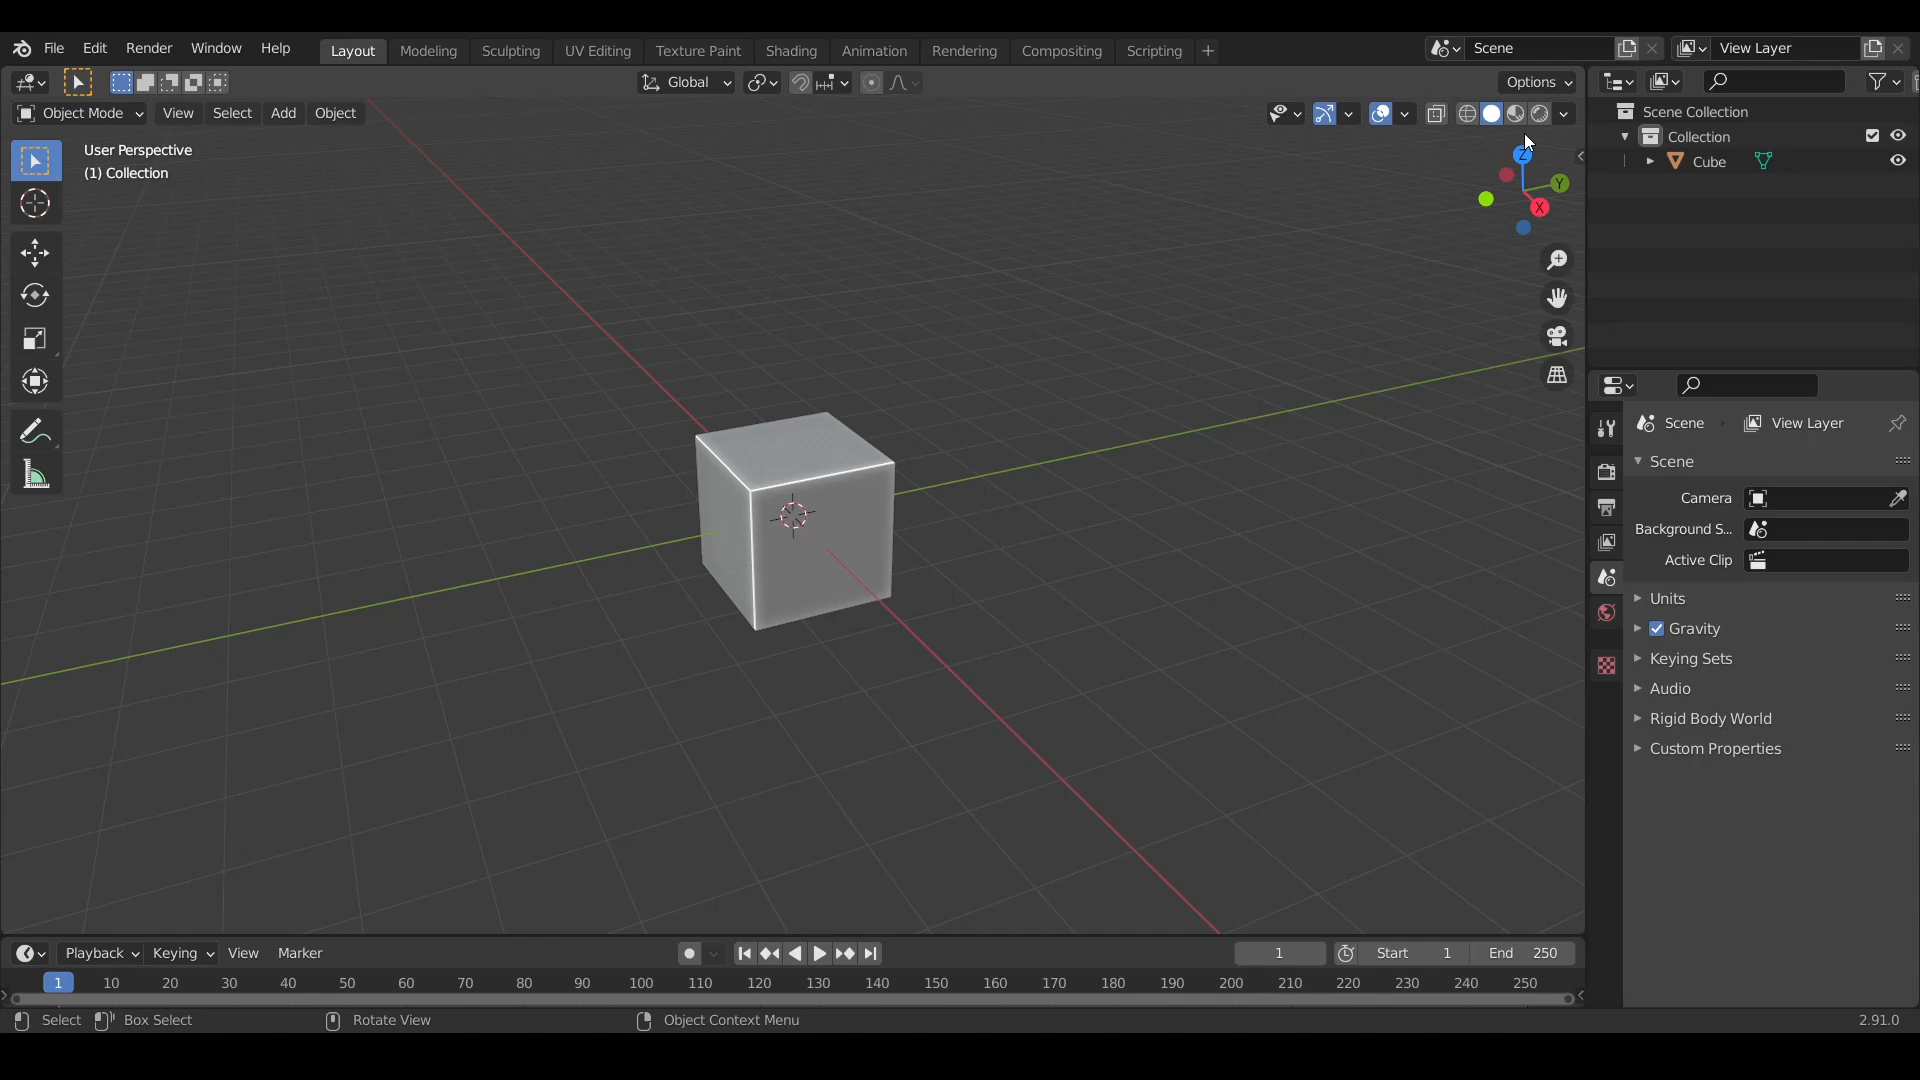 File Edit Render Window Help Layout Modeling Sculpting UV Editing Texture Paint Shading Animation Rendering Compositing Scripting + Scene View Layer
Global Options
Object Mode View Select Add Object
User Perspective
(1) Collection
Z
Y
X
Scene Collection
Collection
Cube
Scene View Layer
Scene
Camera
Background S...
Active Clip
Units
Gravity
Keying Sets
Audio
Rigid Body World
Custom Properties
Playback Keying View Marker 1 Start 1 End 250
1 10 20 30 40 50 60 70 80 90 100 110 120 130 140 150 160 170 180 190 200 210 220 230 240 250
Select Box Select Rotate View Object Context Menu 2.91.0